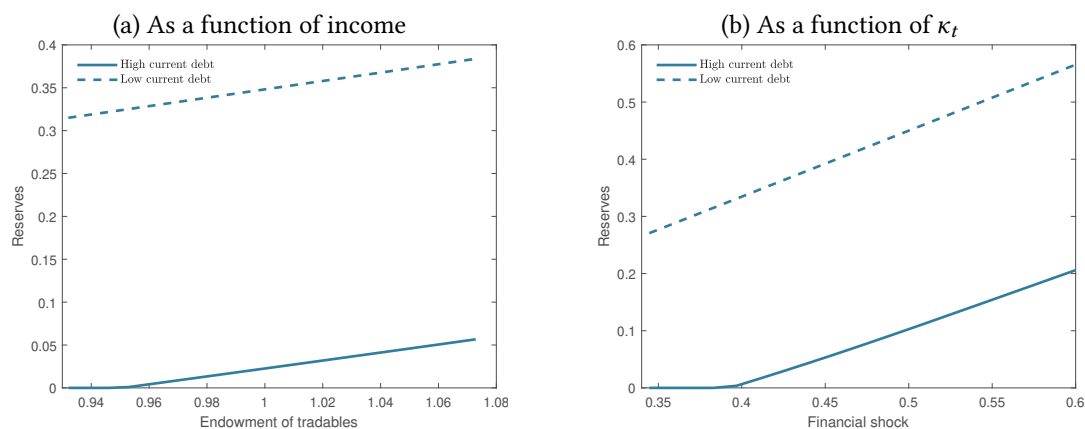 (a) As a function of income
0.4
0.35
0.3
0.25
0.2
0.15
0.1
0.05
0
High current debt
Low current debt
Reserves
0.94 0.96 0.98 1 1.02 1.04 1.06 1.08
Endowment of tradables
(b) As a function of κt
0.6
0.5
0.4
0.3
0.2
0.1
0
High current debt
Low current debt
Reserves
0.35 0.4 0.45 0.5 0.55 0.6
Financial shock